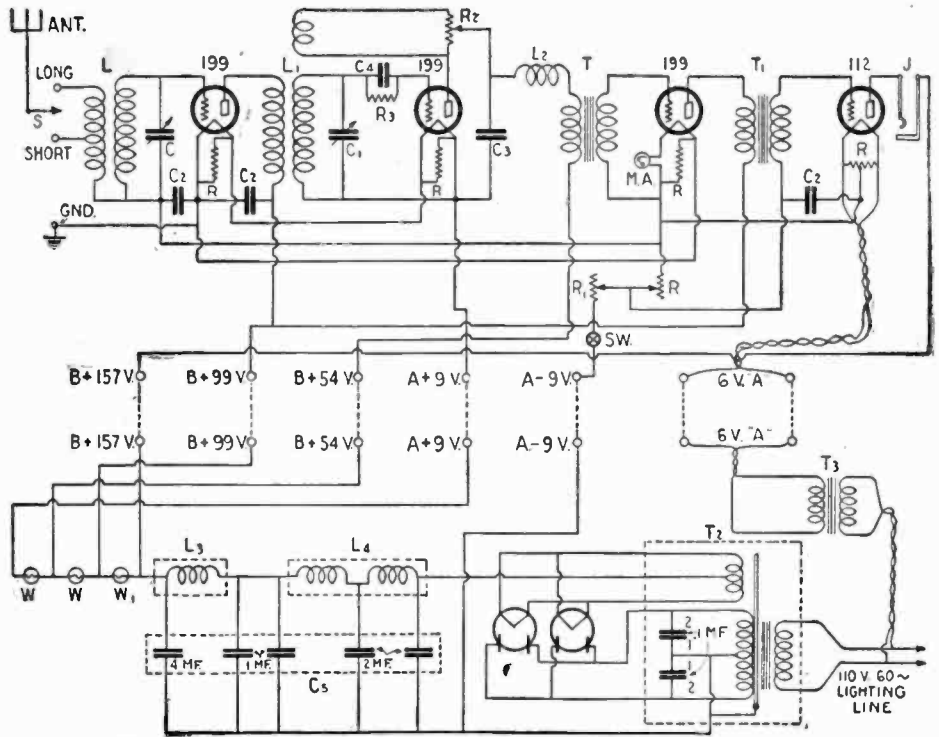 ANT.
R2
LONG
L
199
L1
C4
199
L2
T
199
T1
112
J
S
R3
SHORT
C
C1
C3
R
M.A.
R
R
R
C2
C2
C2
GND.
R1
R
SW.
B+157V.
B+99V.
B+54V.
A+9V.
A-9V.
6V."A"
B+157V.
B+99V.
B+54V.
A+9V.
A-9V.
6V."A"
T3
L3
L4
T2
W
W
W1
4 MF.
1 MF.
2 MF.
C5
2
.1 MF.
1
1
2
110 V. 60~
LIGHTING
LINE